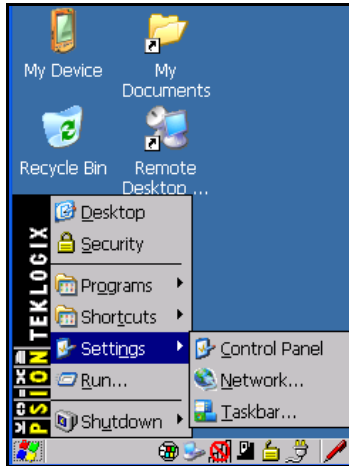 My Device
My
Documents
Recycle Bin
Remote
Desktop ...
Desktop
Security
Programs
Shortcuts
Settings
Run...
Shutdown
Control Panel
Network...
Taskbar...
PSION TEKLOGIX